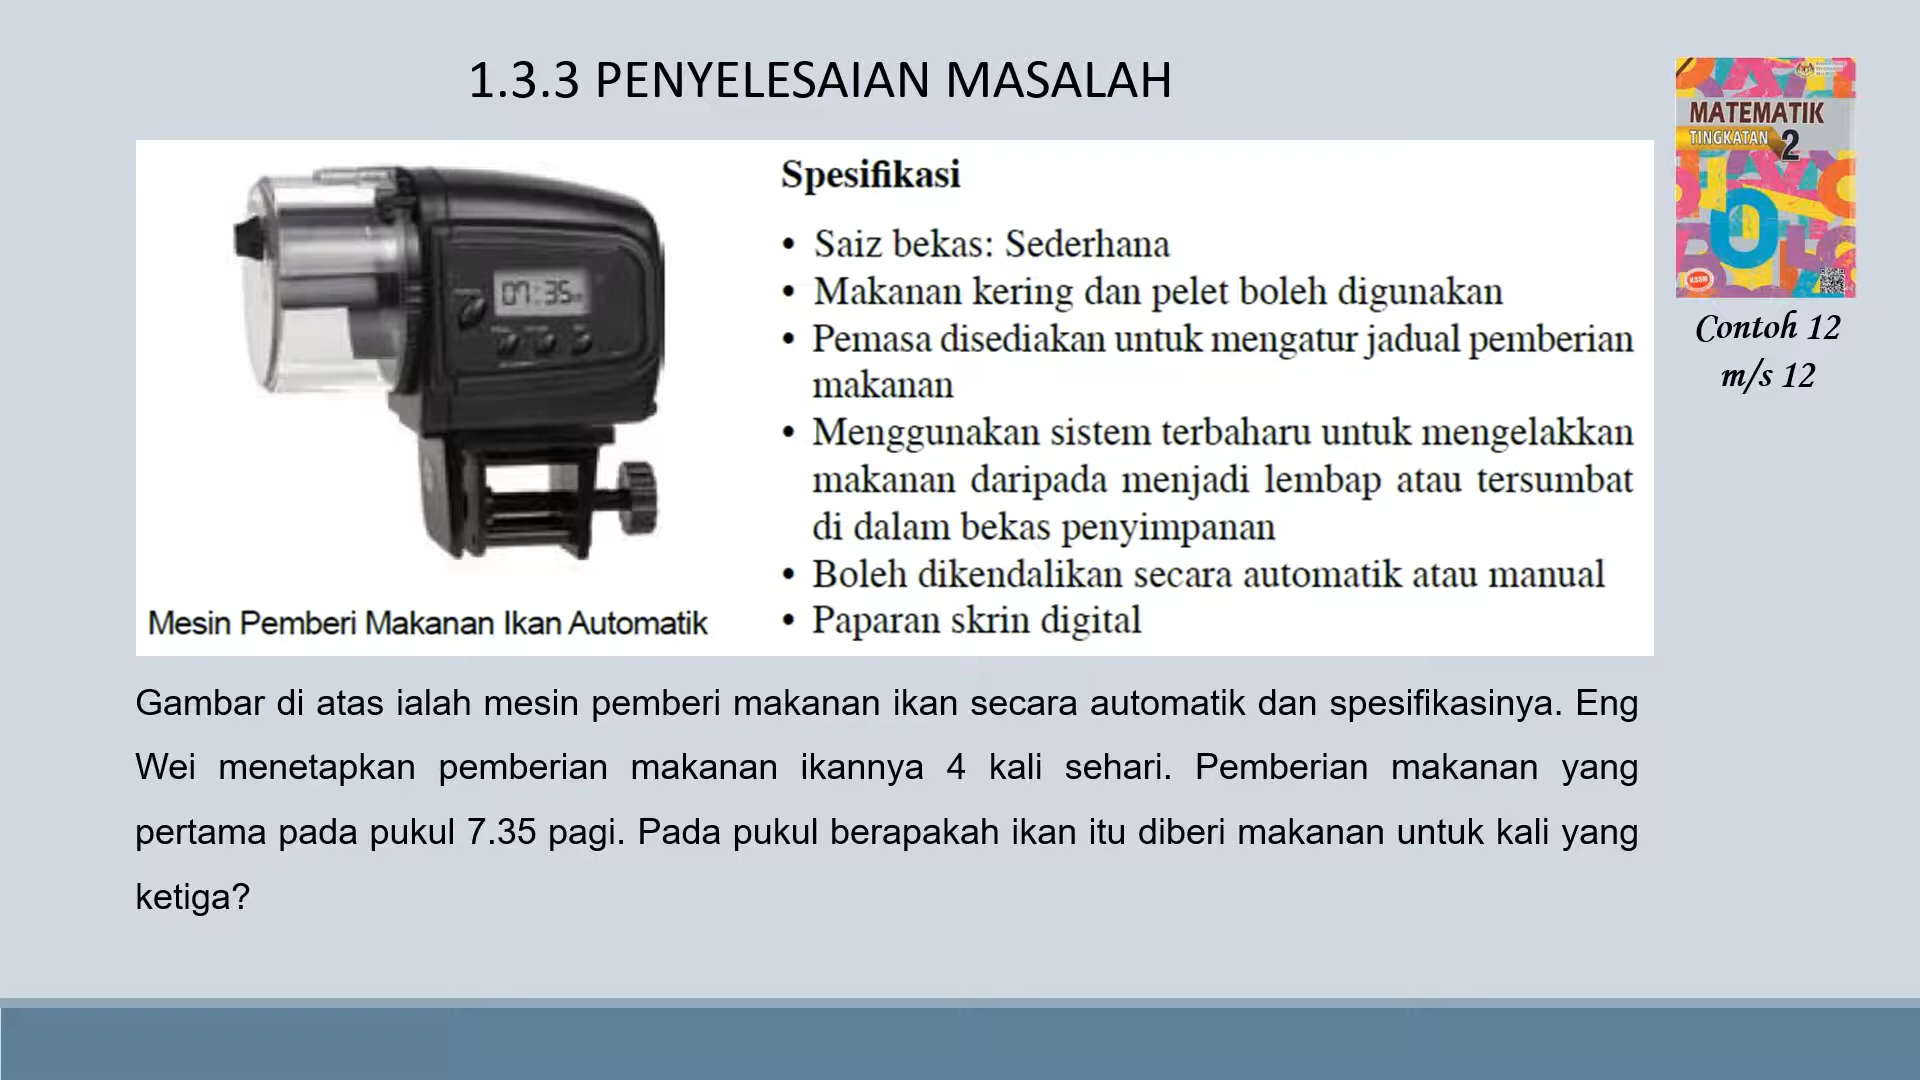 1.3.3 PENYELESAIAN MASALAH
MATEMATIK
TINGKATAN 2
KSSM
Contoh 12
m/s 12
07:35
Mesin Pemberi Makanan Ikan Automatik
Spesifikasi
• Saiz bekas: Sederhana
• Makanan kering dan pelet boleh digunakan
• Pemasa disediakan untuk mengatur jadual pemberian
makanan
• Menggunakan sistem terbaharu untuk mengelakkan
makanan daripada menjadi lembap atau tersumbat
di dalam bekas penyimpanan
• Boleh dikendalikan secara automatik atau manual
• Paparan skrin digital
Gambar di atas ialah mesin pemberi makanan ikan secara automatik dan spesifikasinya. Eng
Wei menetapkan pemberian makanan ikannya 4 kali sehari. Pemberian makanan yang
pertama pada pukul 7.35 pagi. Pada pukul berapakah ikan itu diberi makanan untuk kali yang
ketiga?